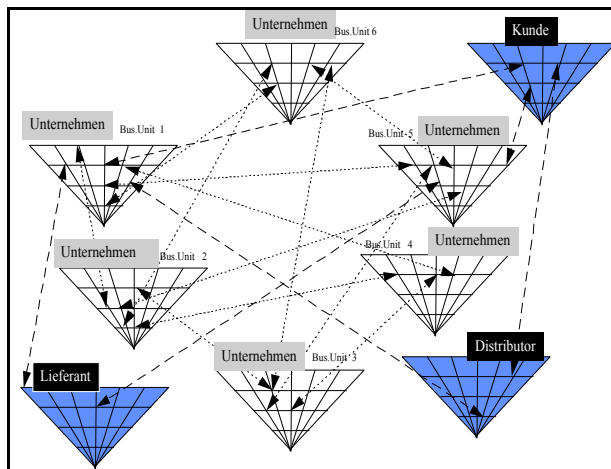 Unternehmen Bus.Unit 6
Kunde
Unternehmen Bus.Unit 1
Bus.Unit 5 Unternehmen
Unternehmen Bus.Unit 2
Bus.Unit 4 Unternehmen
Unternehmen Bus.Unit 3
Distributor
Lieferant